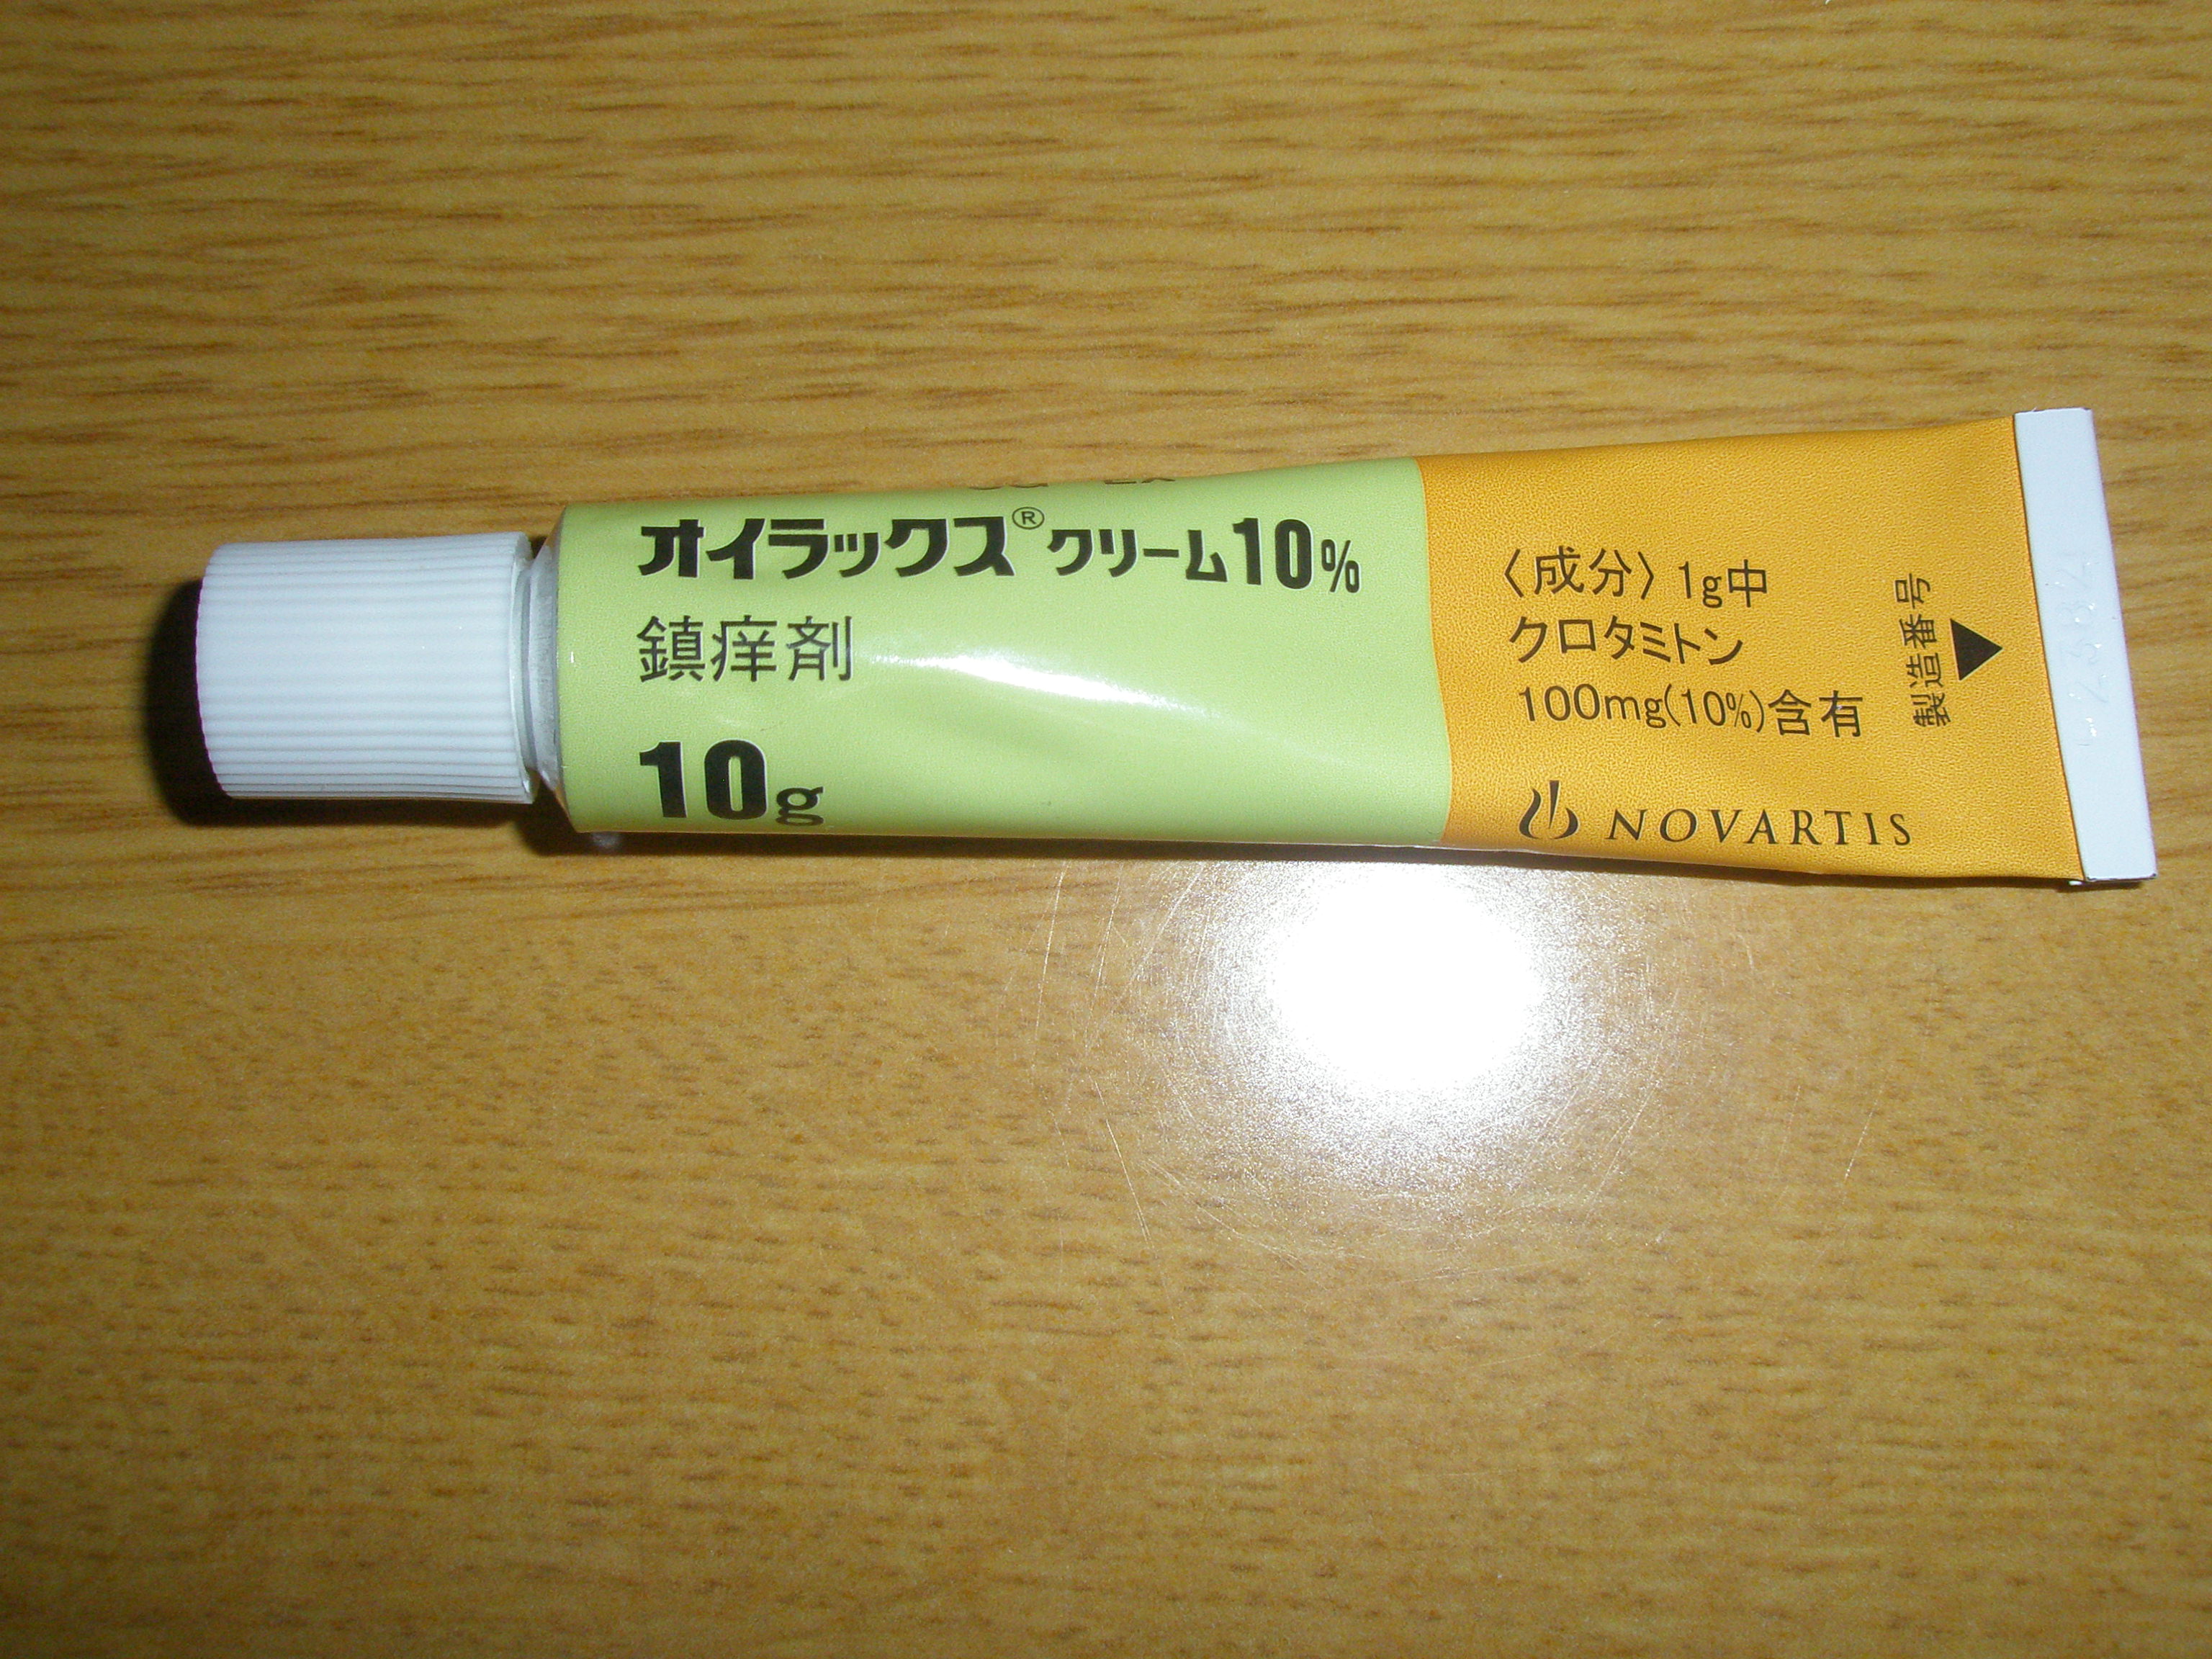 オイラックス®クリーム10%
鎮痒剤
10g
〈成分〉1g中
クロタミトン
100mg(10%)含有
NOVARTIS
製造番号▶